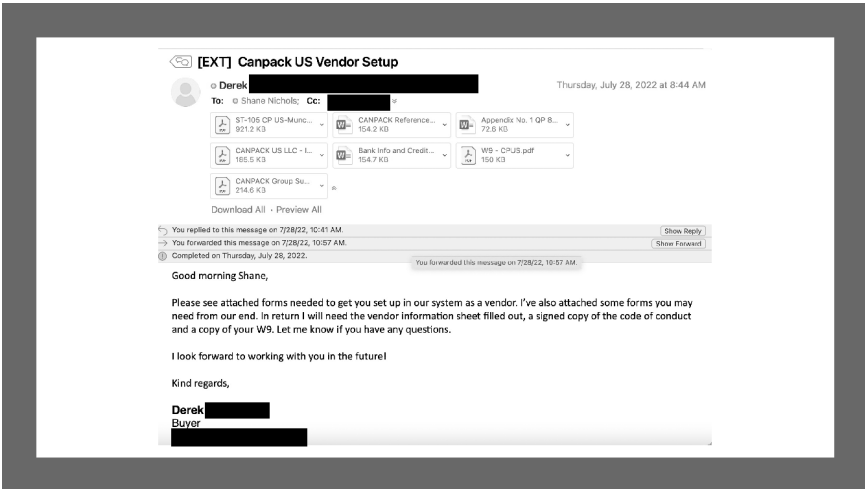 [EXT] Canpack US Vendor Setup
Derek
Thursday, July 28, 2022 at 8:44 AM
To: Shane Nichols; Cc:
ST-105 CP US-Munc...
921.2 KB
CANPACK Reference...
154.2 KB
Appendix No. 1 QP 8...
72.6 KB
CANPACK US LLC - I...
185.5 KB
Bank Info and Credit...
154.7 KB
W9 - CPUS.pdf
150 KB
CANPACK Group Su...
214.6 KB
Download All • Preview All
You replied to this message on 7/28/22, 10:41 AM.
Show Reply
You forwarded this message on 7/28/22, 10:57 AM.
Show Forward
Completed on Thursday, July 28, 2022.
You forwarded this message on 7/28/22, 10:57 AM.
Good morning Shane,
Please see attached forms needed to get you set up in our system as a vendor. I've also attached some forms you may
need from our end. In return I will need the vendor information sheet filled out, a signed copy of the code of conduct
and a copy of your W9. Let me know if you have any questions.
I look forward to working with you in the future!
Kind regards,
Derek
Buyer